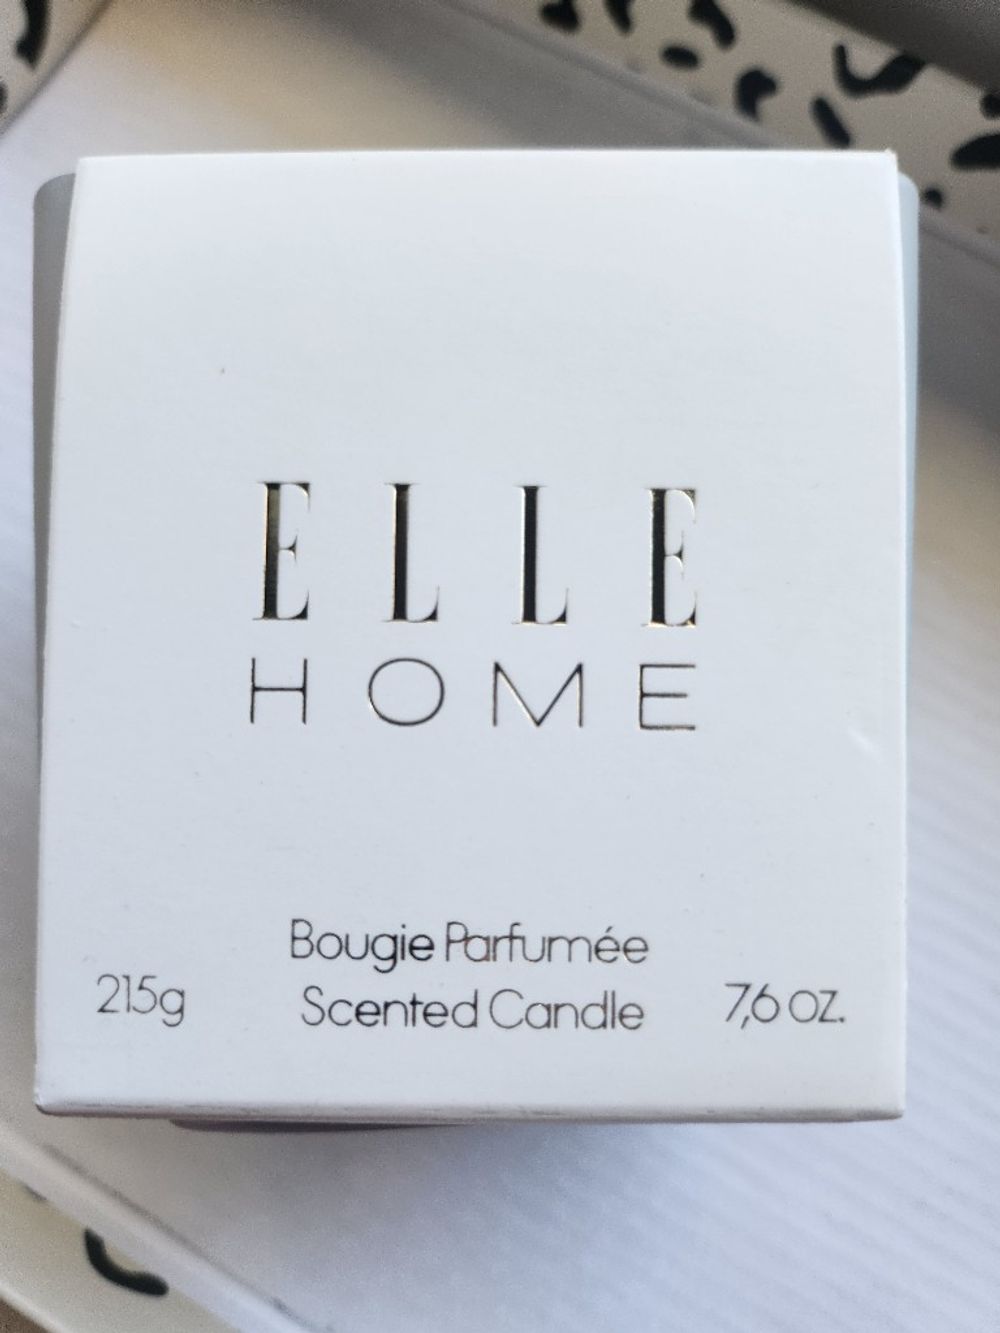 ELLE
HOME
Bougie Parfumée
215g Scented Candle 7,6 oz.